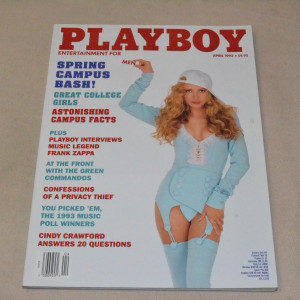 PLAYBOY
ENTERTAINMENT FOR MEN
APRIL 1993 • $4.95
SPRING
CAMPUS
BASH!
GREAT COLLEGE
GIRLS
ASTONISHING
CAMPUS FACTS
PLUS
PLAYBOY INTERVIEWS
MUSIC LEGEND
FRANK ZAPPA
AT THE FRONT
WITH THE GREEN
COMMANDOS
CONFESSIONS
OF A PRIVACY THIEF
YOU PICKED 'EM,
THE 1993 MUSIC
POLL WINNERS
CINDY CRAWFORD
ANSWERS 20 QUESTIONS